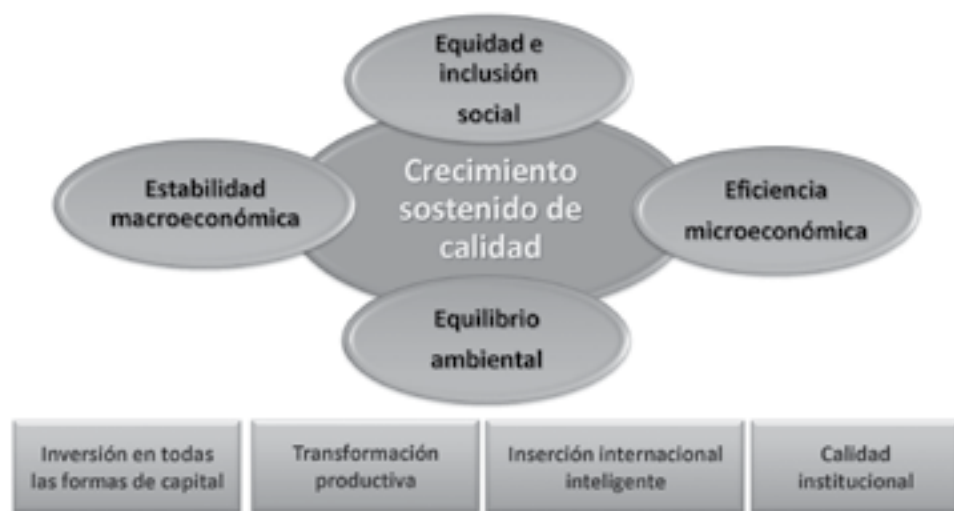 Equidad e
inclusión
social
Estabilidad
macroeconómica
Crecimiento
sostenido de
calidad
Eficiencia
microeconómica
Equilibrio
ambiental
Inversión en todas
las formas de capital
Transformación
productiva
Inserción internacional
inteligente
Calidad
institucional